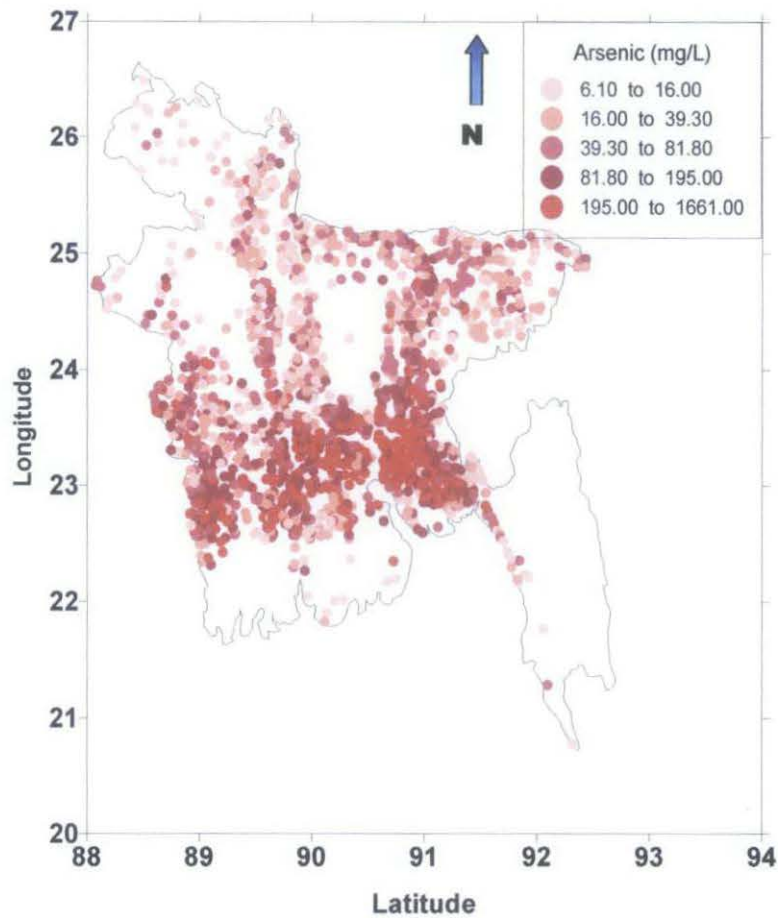 27
26
25
24
23
22
21
20
Longitude
N
Arsenic (mg/L)
6.10 to 16.00
16.00 to 39.30
39.30 to 81.80
81.80 to 195.00
195.00 to 1661.00
88 89 90 91 92 93 94
Latitude